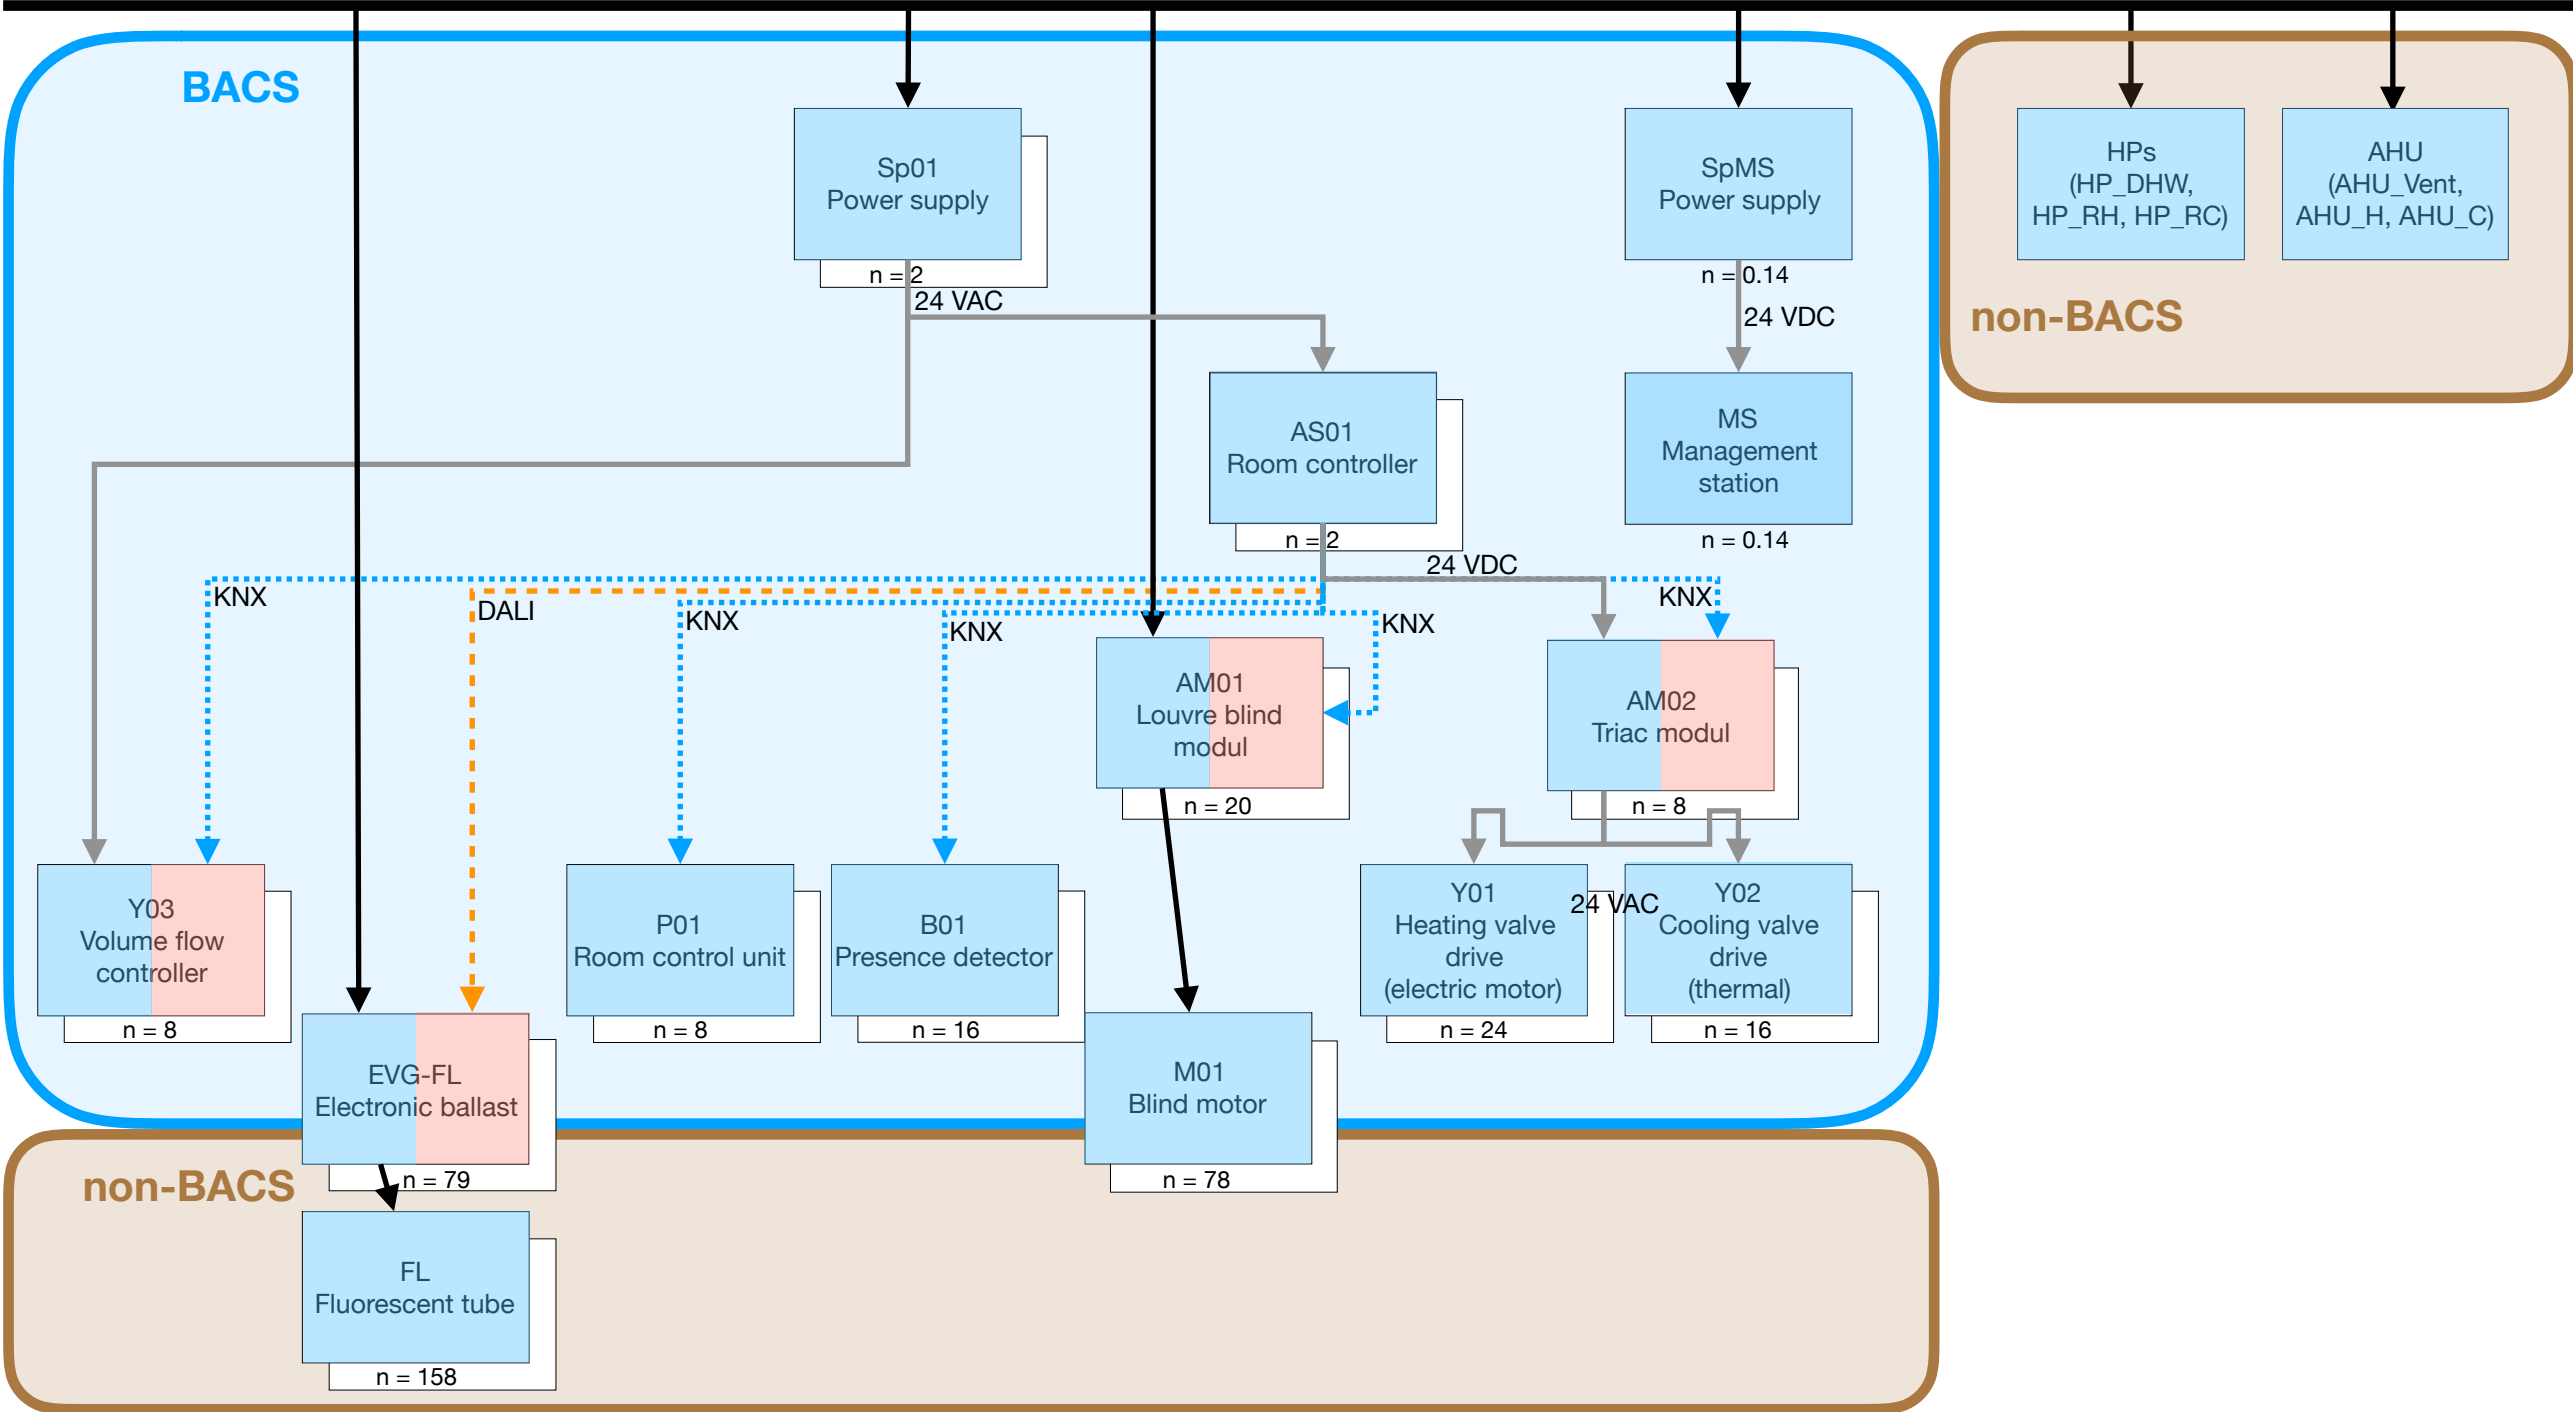 BACS
Sp01
Power supply
n = 2
24 VAC
SpMS
Power supply
n = 0.14
24 VDC
HPs
(HP_DHW,
HP_RH, HP_RC)
AHU
(AHU_Vent,
AHU_H, AHU_C)
non-BACS
AS01
Room controller
n = 2
24 VDC
MS
Management
station
n = 0.14
KNX
DALI
KNX
KNX
KNX
KNX
AM01
Louvre blind
modul
n = 20
AM02
Triac modul
n = 8
Y03
Volume flow
controller
n = 8
P01
Room control unit
n = 8
B01
Presence detector
n = 16
Y01
Heating valve
drive
(electric motor)
n = 24
24 VAC
Y02
Cooling valve
drive
(thermal)
n = 16
EVG-FL
Electronic ballast
n = 79
M01
Blind motor
n = 78
non-BACS
FL
Fluorescent tube
n = 158